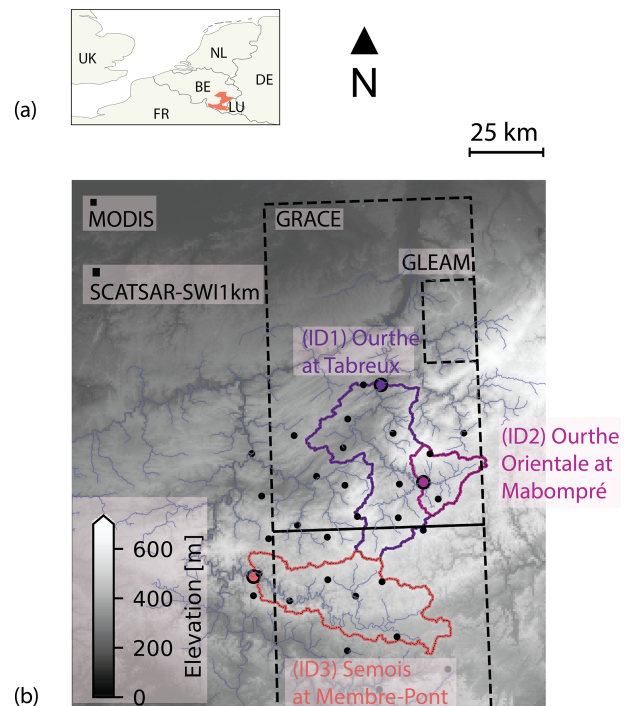 UK
NL
DE
BE
LU
FR
(a)
N
25 km
MODIS
GRACE
GLEAM
SCATSAR-SWI1km
(ID1) Ourthe
at Tabreux
(ID2) Ourthe
Orientale at
Mabompré
600
400
200
0
Elevation [m]
(ID3) Semois
at Membre-Pont
(b)